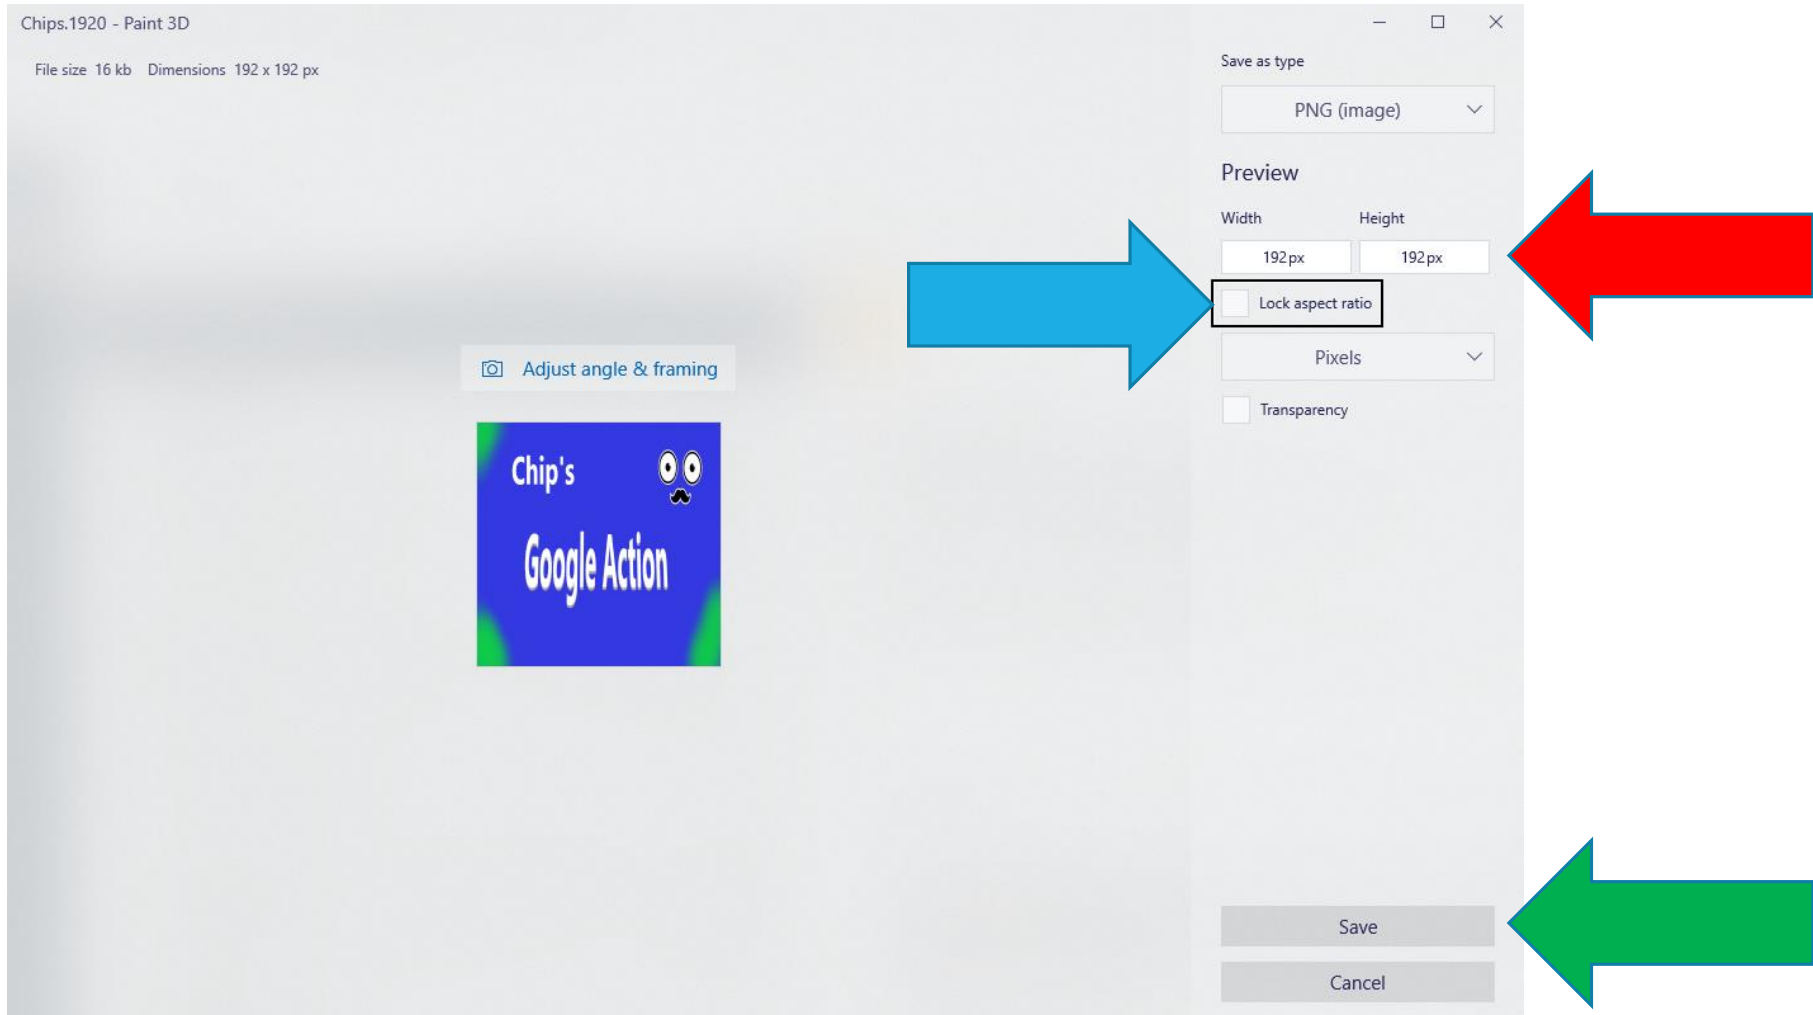 Chips.1920 - Paint 3D
File size 16 kb Dimensions 192 x 192 px
Save as type
PNG (image)
Preview
Width Height
192px 192px
Lock aspect ratio
Pixels
Transparency
Adjust angle & framing
Chip's
Google Action
Save
Cancel